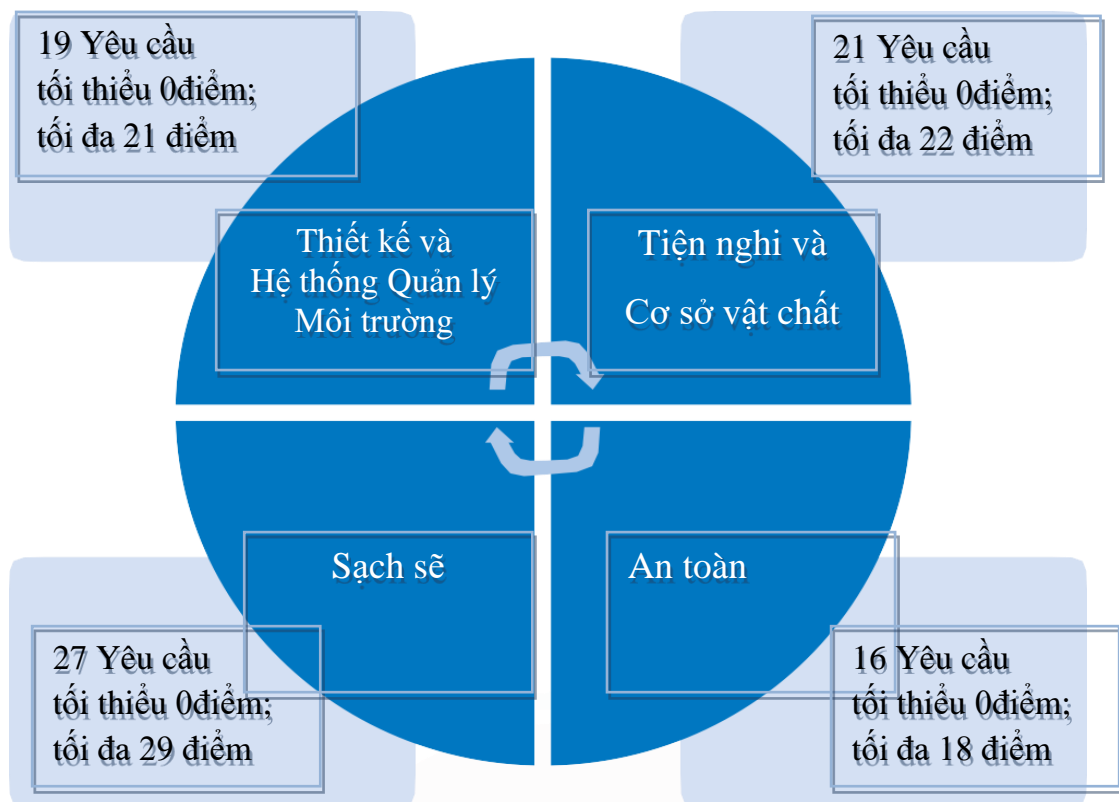 19 Yêu cầu
tối thiểu 0điểm;
tối đa 21 điểm
21 Yêu cầu
tối thiểu 0điểm;
tối đa 22 điểm
Thiết kế và
Hệ thống Quản lý
Môi trường
Tiện nghi và
Cơ sở vật chất
Sạch sẽ
An toàn
27 Yêu cầu
tối thiểu 0điểm;
tối đa 29 điểm
16 Yêu cầu
tối thiểu 0điểm;
tối đa 18 điểm